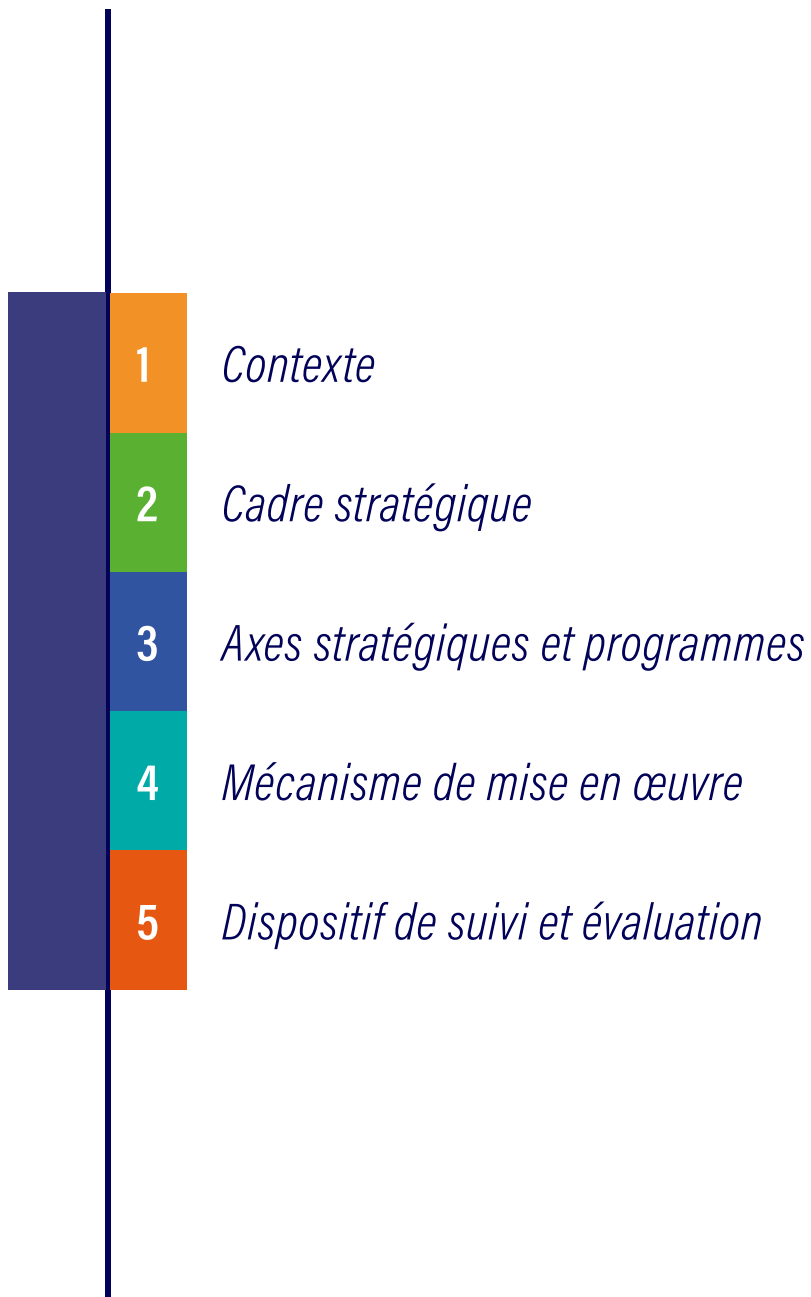 1 Contexte
2 Cadre stratégique
3 Axes stratégiques et programmes
4 Mécanisme de mise en œuvre
5 Dispositif de suivi et évaluation